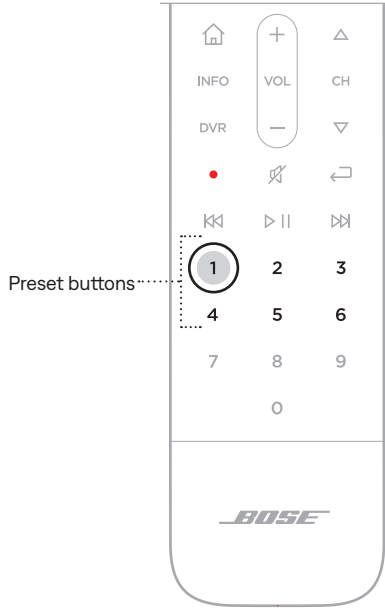 +
INFO VOL CH
DVR −
Preset buttons
1 2 3
4 5 6
7 8 9
0
BOSE